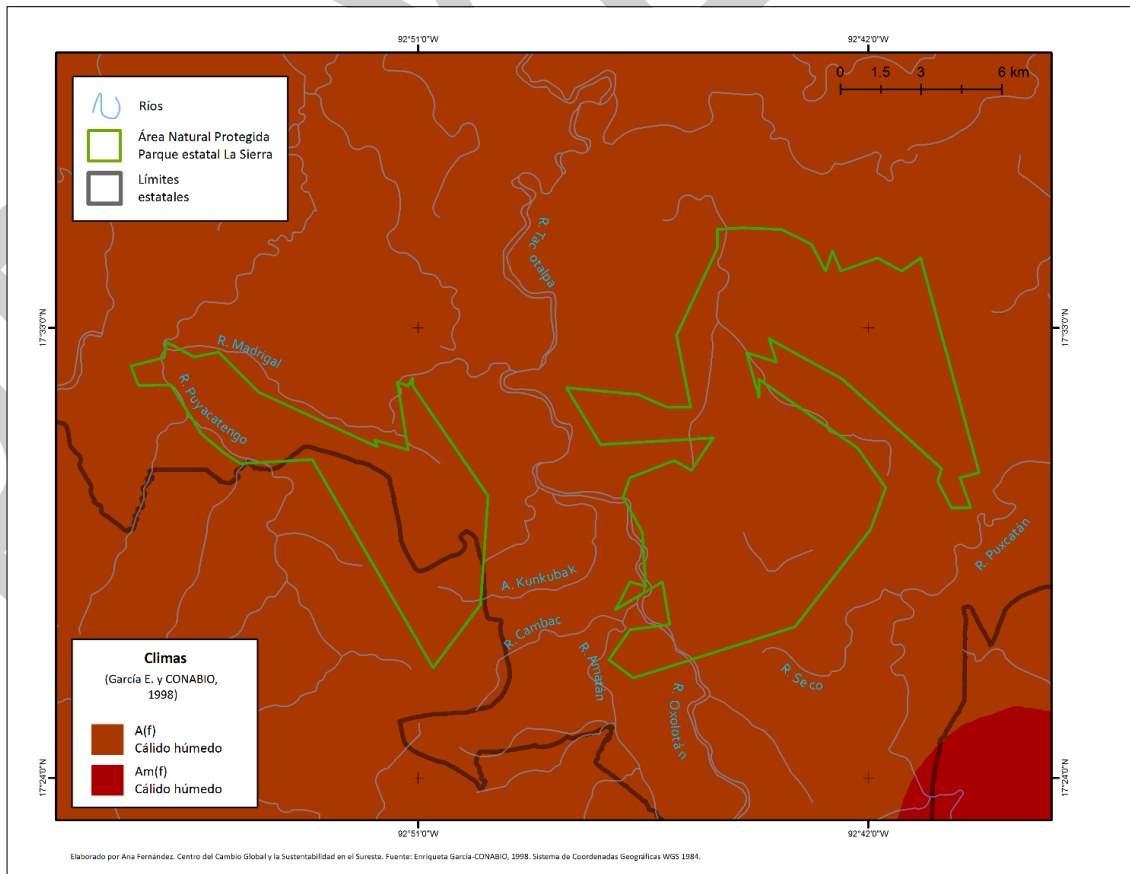 92°51'0"W
92°42'0"W
0 1.5 3 6 km
Ríos
Área Natural Protegida
Parque estatal La Sierra
Límites
estatales
R. Tacotalpa
17°33'0"N
17°33'0"N
R. Madrigal
R. Puyacatengo
R. Puxcatán
A. Kunkubak
R. Cambac
R. Amatán
R. Seco
R. Oxolotán
Climas
(García E. y CONABIO,
1998)
A(f)
Cálido húmedo
Am(f)
Cálido húmedo
17°24'0"N
17°24'0"N
92°51'0"W
92°42'0"W
Elaborado por Ana Fernández. Centro del Cambio Global y la Sustentabilidad en el Sureste. Fuente: Enriqueta García-CONABIO, 1998. Sistema de Coordenadas Geográficas WGS 1984.